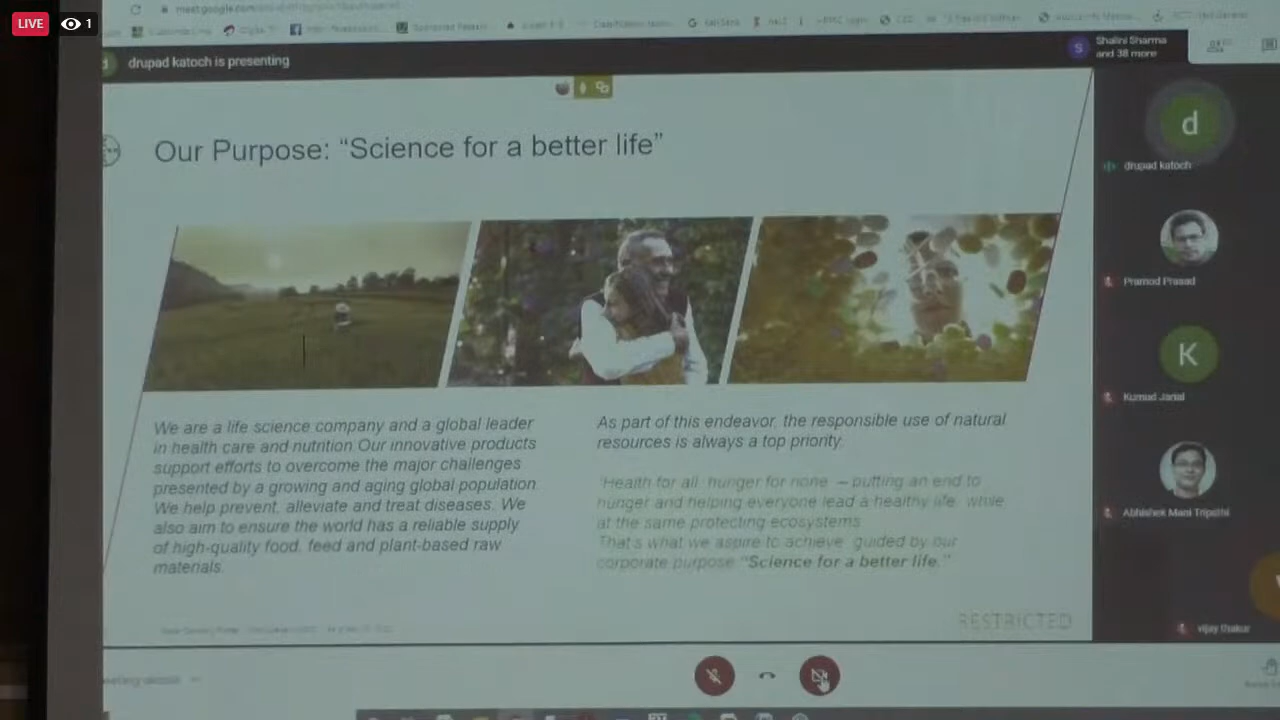 LIVE 1
meet.google.com
drupad katoch is presenting
Shalini Sharma
and 38 more
Our Purpose: “Science for a better life”
d
drupad katoch
Pramod Prasad
K
Kumud Jarial
Abhishek Mani Tripathi
vijay thakur
We are a life science company and a global leader
in health care and nutrition. Our innovative products
support efforts to overcome the major challenges
presented by a growing and aging global population.
We help prevent, alleviate and treat diseases. We
also aim to ensure the world has a reliable supply
of high-quality food, feed and plant-based raw
materials.
As part of this endeavor, the responsible use of natural
resources is always a top priority.
“Health for all, hunger for none” – putting an end to
hunger and helping everyone lead a healthy life, while
at the same protecting ecosystems.
That's what we aspire to achieve, guided by our
corporate purpose “Science for a better life.”
RESTRICTED